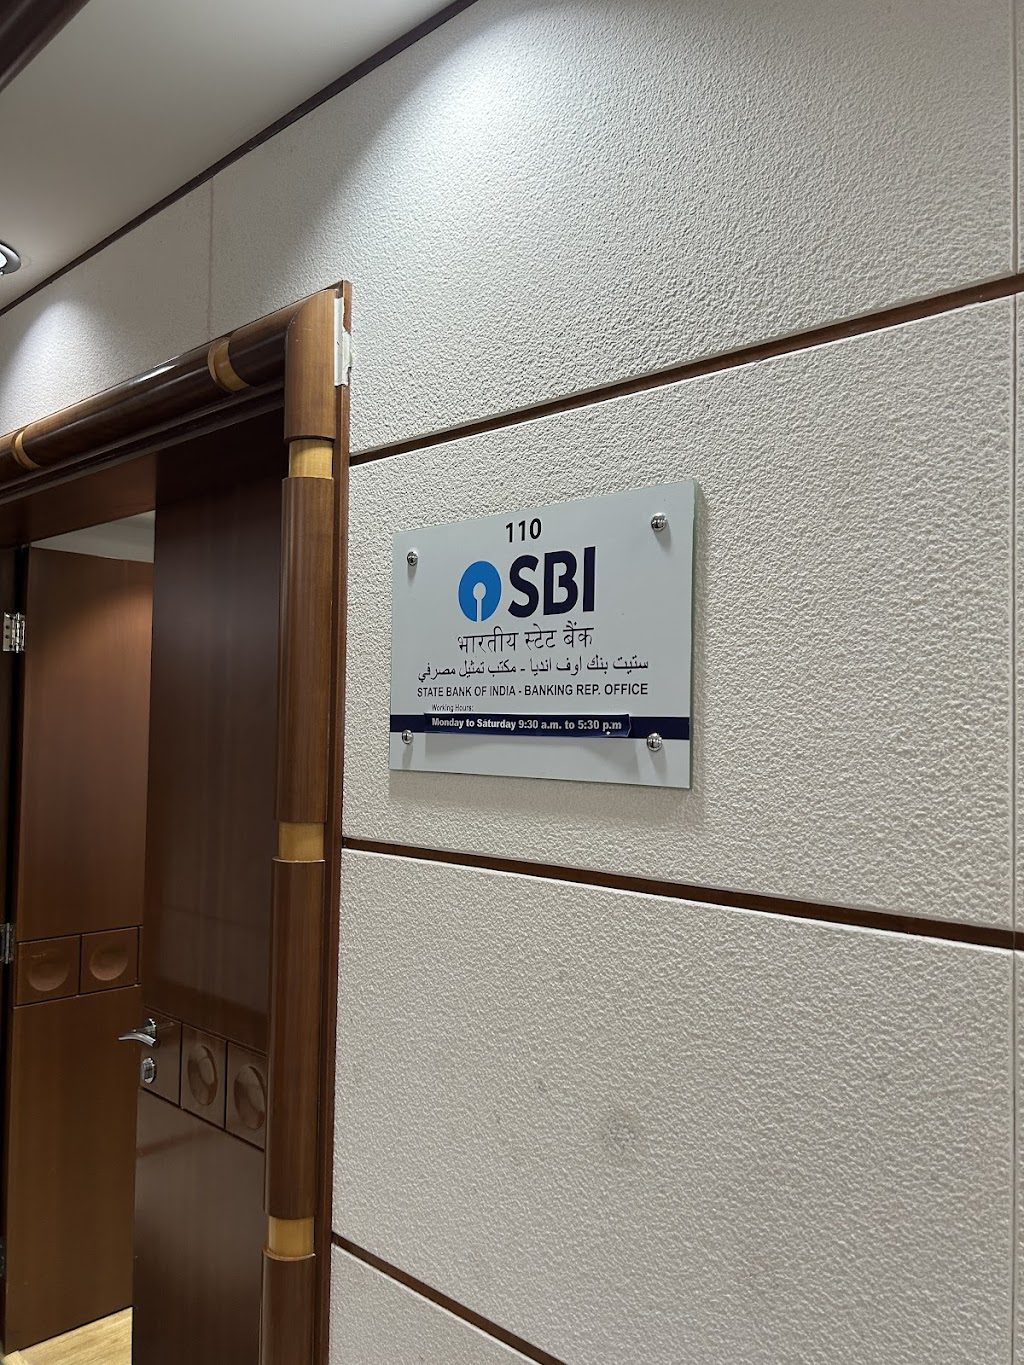 110
SBI
भारतीय स्टेट बैंक
ستيت بنك اوف انديا - مكتب تمثيل مصرفي
STATE BANK OF INDIA - BANKING REP. OFFICE
Working Hours:
Monday to Saturday 9:30 a.m. to 5:30 p.m